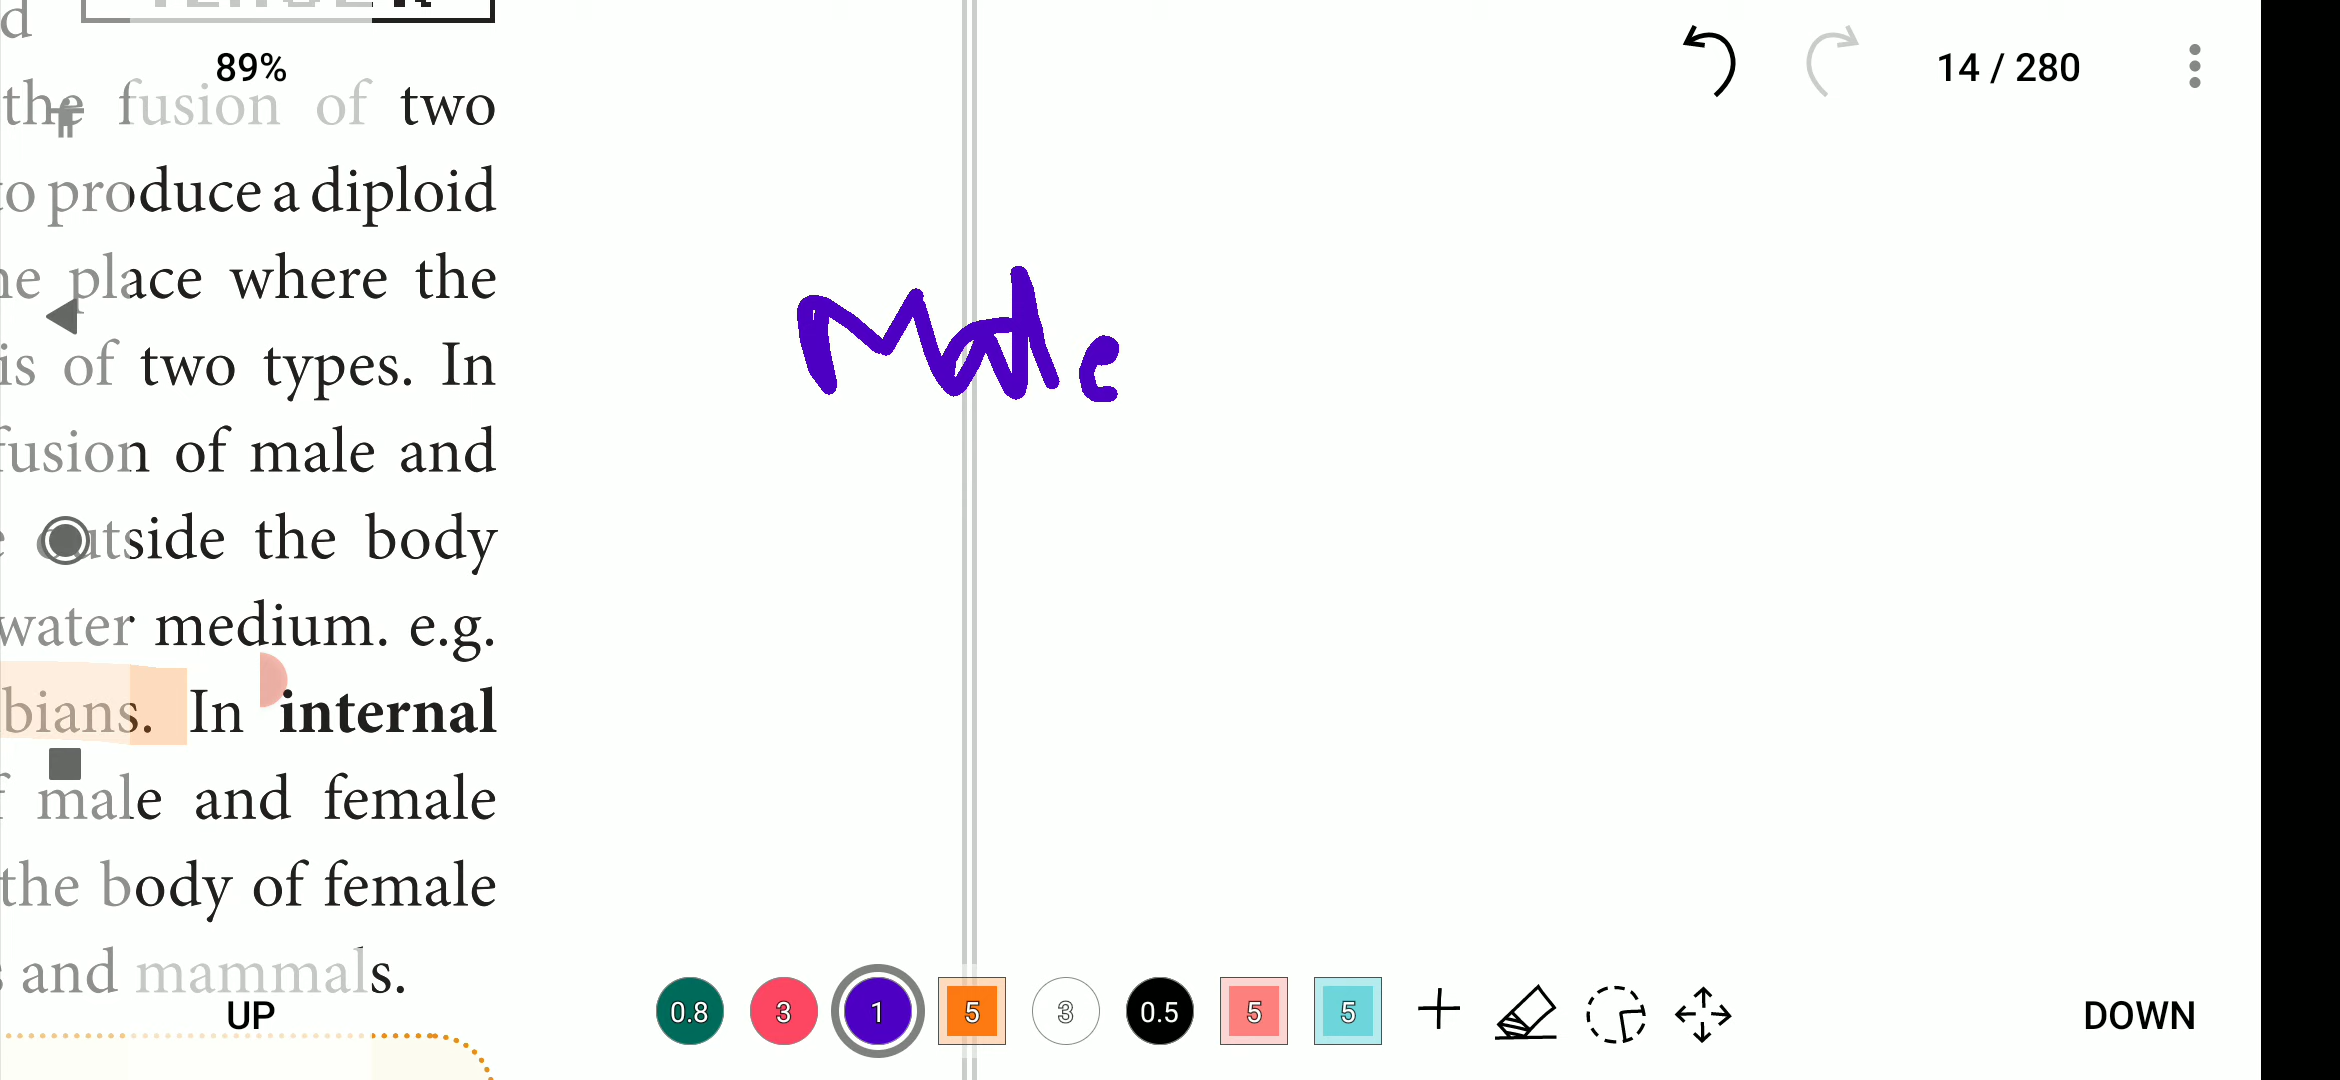 d
89%
14 / 280
the fusion of two
to produce a diploid
place where the
is of two types. In
Male
fusion of male and
outside the body
water medium. e.g.
bians. In internal
male and female
the body of female
and mammals.
0.8 3 1 5 3 0.5 5 5
UP
DOWN